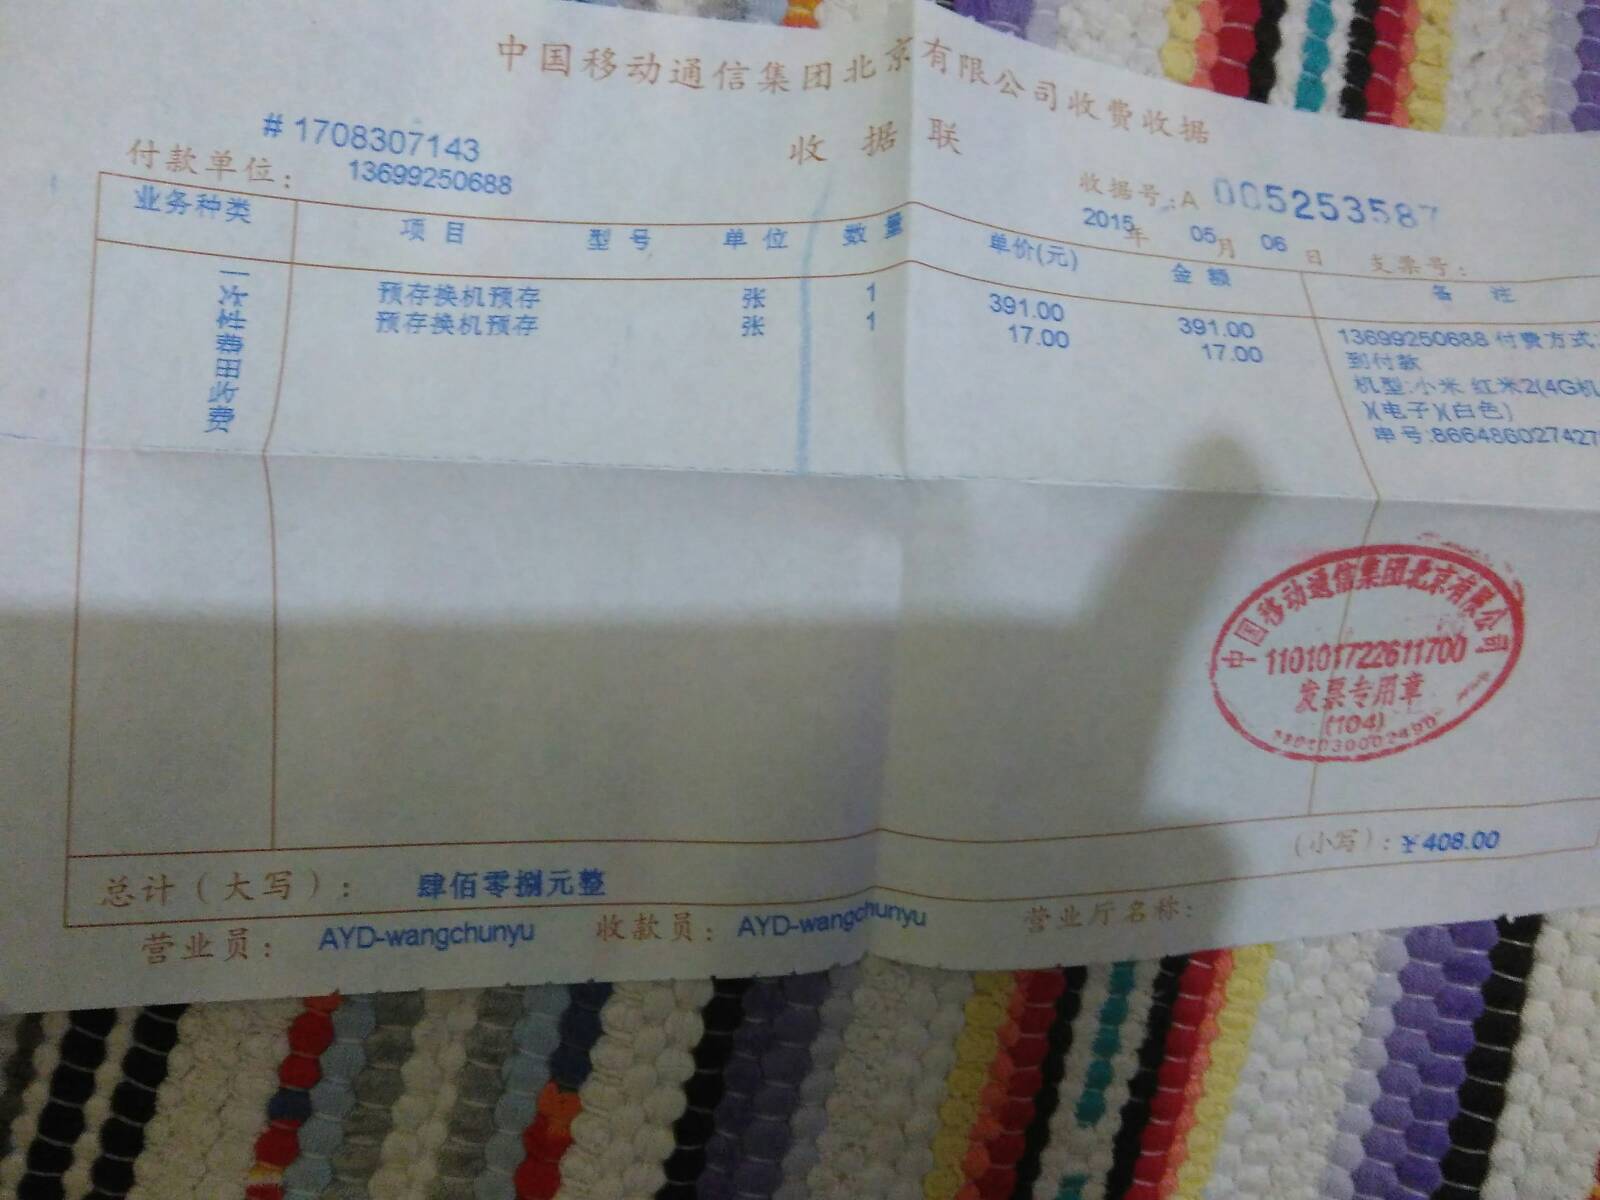 中国移动通信集团北京有限公司收费收据
收据联
#1708307143
付款单位: 13699250688
收据号:A 005253587
2015年 05月 06日 支票号:
业务种类 项目 型号 单位 数量 单价(元) 金额 备注
一次性费用收费
预存换机预存 张 1 391.00 391.00
预存换机预存 张 1 17.00 17.00
13699250688 付费方式:
到付款
机型:小米 红米2(4G机
)(电子)(白色)
串号:86648602742
中国移动通信集团北京有限公司
110101722611700
发票专用章
(104)
总计(大写): 肆佰零捌元整 (小写):¥408.00
营业员: AYD-wangchunyu 收款员: AYD-wangchunyu 营业厅名称: